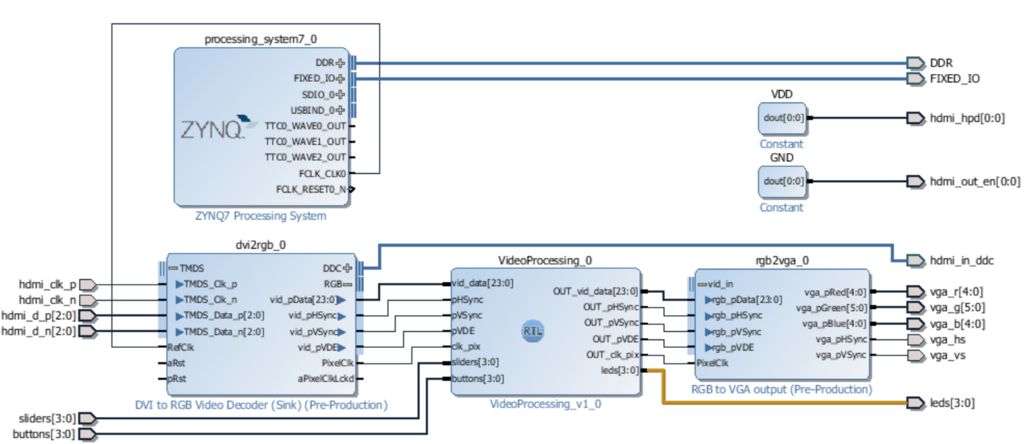 processing_system7_0
DDR
FIXED_IO
SDIO_0
USBIND_0
TTC0_WAVE0_OUT
TTC0_WAVE1_OUT
TTC0_WAVE2_OUT
FCLK_CLK0
FCLK_RESET0_N
ZYNQ
ZYNQ7 Processing System
DDR
FIXED_IO
VDD
dout[0:0]
Constant
hdmi_hpd[0:0]
GND
dout[0:0]
Constant
hdmi_out_en[0:0]
hdmi_clk_p
hdmi_clk_n
hdmi_d_p[2:0]
hdmi_d_n[2:0]
dvi2rgb_0
TMDS
TMDS_Clk_p
TMDS_Clk_n
TMDS_Data_p[2:0]
TMDS_Data_n[2:0]
RefClk
aRst
pRst
DDC
RGB
vid_pData[23:0]
vid_pHSync
vid_pVSync
vid_pVDE
PixelClk
aPixelClkLckd
DVI to RGB Video Decoder (Sink) (Pre-Production)
sliders[3:0]
buttons[3:0]
VideoProcessing_0
vid_data[23:0]
pHSync
pVSync
pVDE
clk_pix
sliders[3:0]
buttons[3:0]
RTL
OUT_vid_data[23:0]
OUT_pHSync
OUT_pVSync
OUT_pVDE
OUT_clk_pix
leds[3:0]
VideoProcessing_v1_0
rgb2vga_0
vid_in
rgb_pData[23:0]
rgb_pHSync
rgb_pVSync
rgb_pVDE
PixelClk
vga_pRed[4:0]
vga_pGreen[5:0]
vga_pBlue[4:0]
vga_pHSync
vga_pVSync
RGB to VGA output (Pre-Production)
hdmi_in_ddc
vga_r[4:0]
vga_g[5:0]
vga_b[4:0]
vga_hs
vga_vs
leds[3:0]